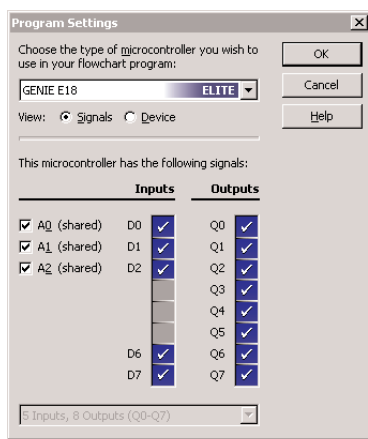 Program Settings
Choose the type of microcontroller you wish to
use in your flowchart program:
GENIE E18 ELITE
View: Signals Device
OK
Cancel
Help
This microcontroller has the following signals:
Inputs Outputs
A0 (shared) D0 Q0
A1 (shared) D1 Q1
A2 (shared) D2 Q2
Q3
Q4
Q5
D6 Q6
D7 Q7
5 Inputs, 8 Outputs (Q0-Q7)